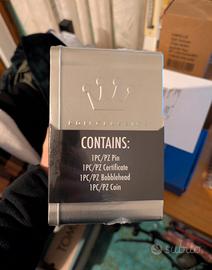 CONTAINS:
1PC/PZ Pin
1PC/PZ Certificate
1PC/PZ Bobblehead
1PC/PZ Coin
subito